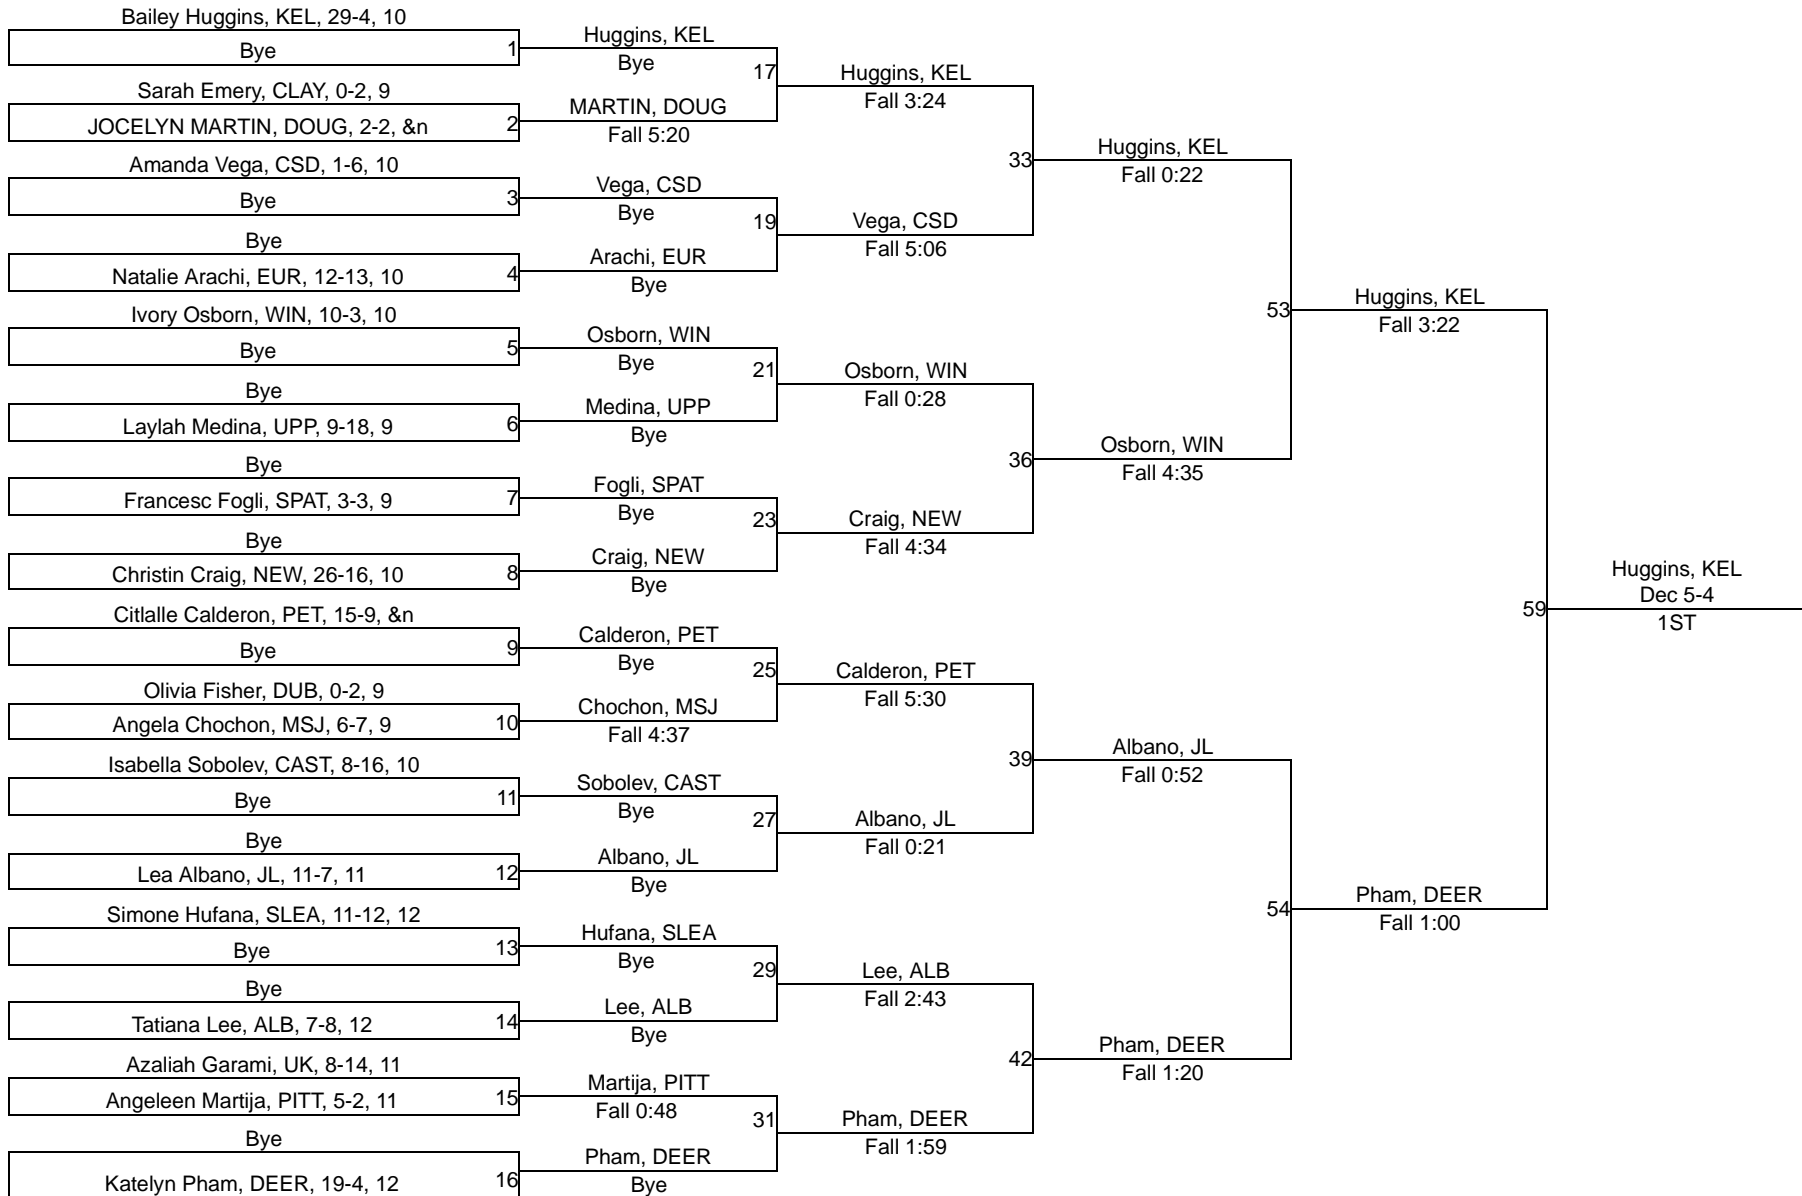 Bailey Huggins, KEL, 29-4, 10
Bye
1
Sarah Emery, CLAY, 0-2, 9
JOCELYN MARTIN, DOUG, 2-2, &n
2
Amanda Vega, CSD, 1-6, 10
Bye
3
Bye
Natalie Arachi, EUR, 12-13, 10
4
Ivory Osborn, WIN, 10-3, 10
Bye
5
Bye
Laylah Medina, UPP, 9-18, 9
6
Bye
Francesc Fogli, SPAT, 3-3, 9
7
Bye
Christin Craig, NEW, 26-16, 10
8
Citlalle Calderon, PET, 15-9, &n
Bye
9
Olivia Fisher, DUB, 0-2, 9
Angela Chochon, MSJ, 6-7, 9
10
Isabella Sobolev, CAST, 8-16, 10
Bye
11
Bye
Lea Albano, JL, 11-7, 11
12
Simone Hufana, SLEA, 11-12, 12
Bye
13
Bye
Tatiana Lee, ALB, 7-8, 12
14
Azaliah Garami, UK, 8-14, 11
Angeleen Martija, PITT, 5-2, 11
15
Bye
Katelyn Pham, DEER, 19-4, 12
16
Huggins, KEL
Bye
17
MARTIN, DOUG
Fall 5:20
Vega, CSD
Bye
19
Arachi, EUR
Bye
Osborn, WIN
Bye
21
Medina, UPP
Bye
Fogli, SPAT
Bye
23
Craig, NEW
Bye
Calderon, PET
Bye
25
Chochon, MSJ
Fall 4:37
Sobolev, CAST
Bye
27
Albano, JL
Bye
Hufana, SLEA
Bye
29
Lee, ALB
Bye
Martija, PITT
Fall 0:48
31
Pham, DEER
Bye
Huggins, KEL
Fall 3:24
33
Vega, CSD
Fall 5:06
Osborn, WIN
Fall 0:28
36
Craig, NEW
Fall 4:34
Calderon, PET
Fall 5:30
39
Albano, JL
Fall 0:21
Lee, ALB
Fall 2:43
42
Pham, DEER
Fall 1:59
Huggins, KEL
Fall 0:22
53
Osborn, WIN
Fall 4:35
Albano, JL
Fall 0:52
54
Pham, DEER
Fall 1:20
Huggins, KEL
Fall 3:22
59
Pham, DEER
Fall 1:00
Huggins, KEL
Dec 5-4
1ST